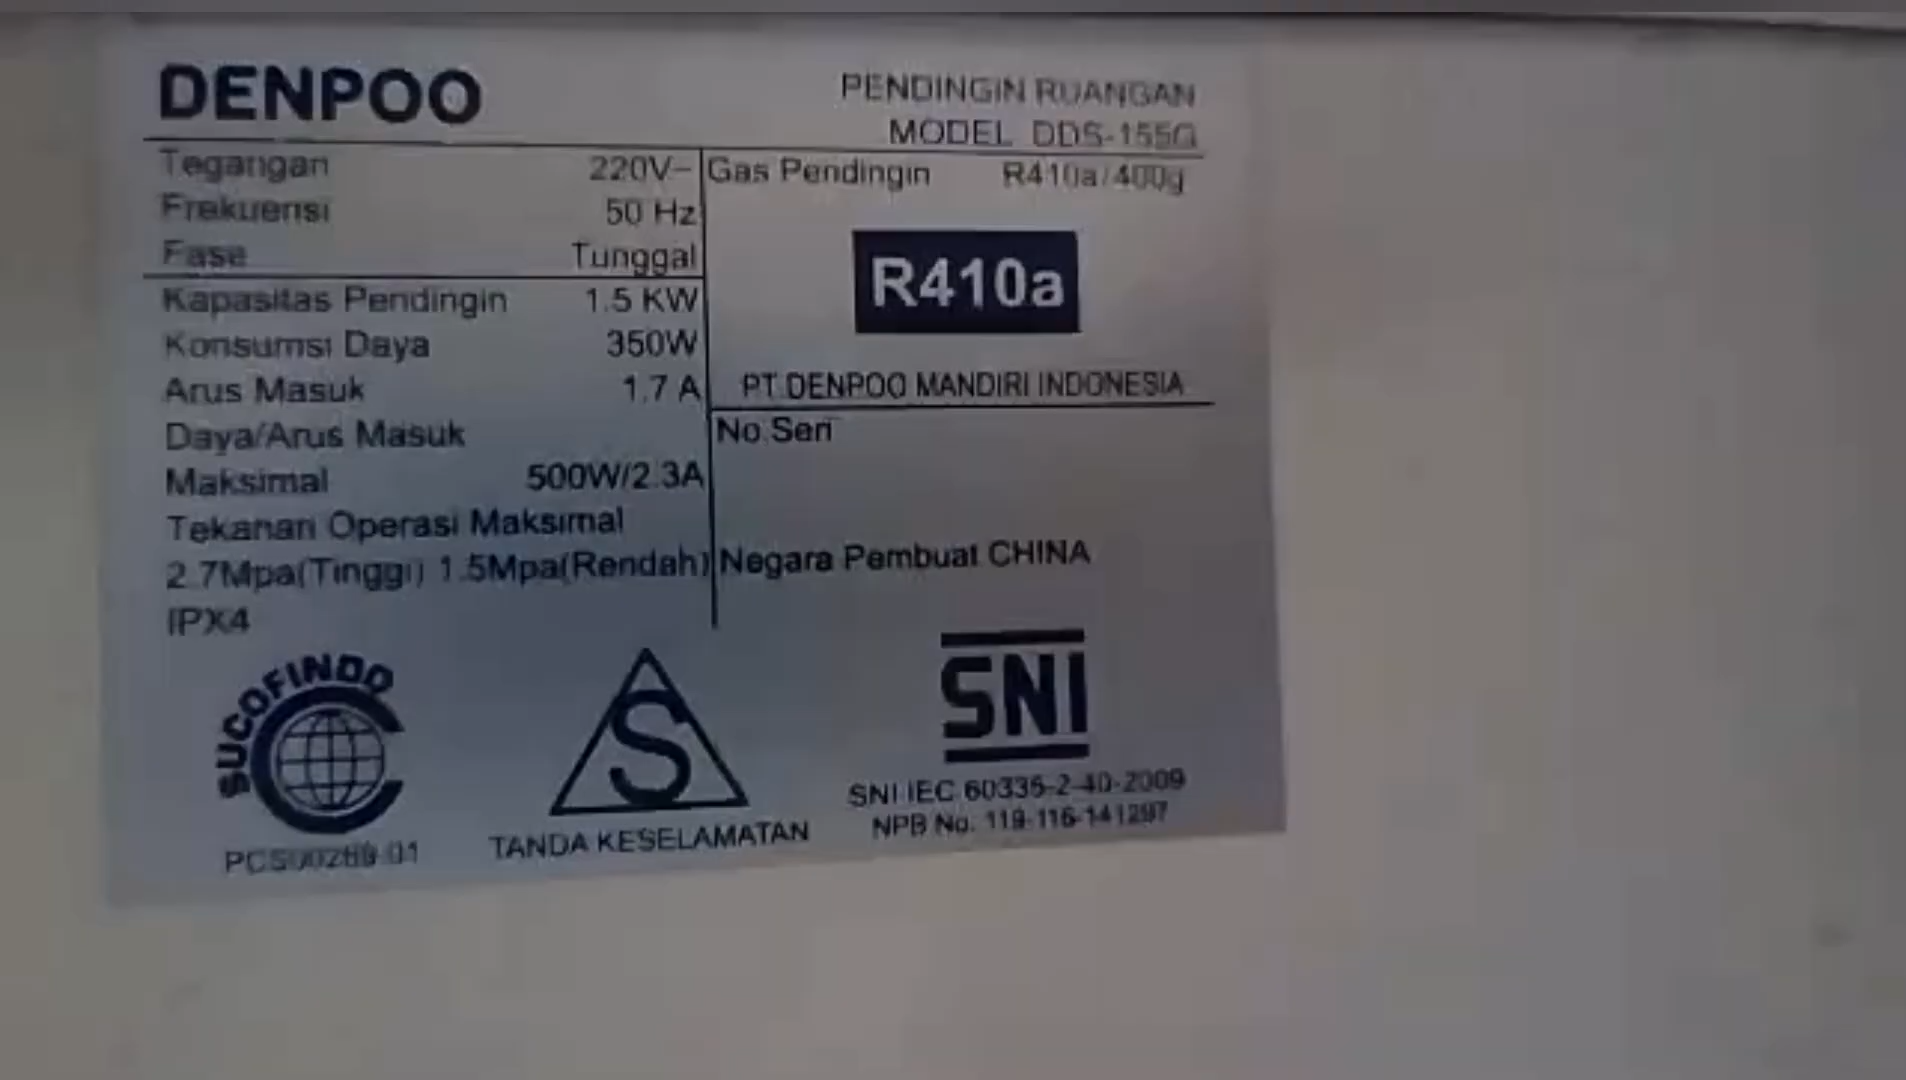 DENPOO
PENDINGIN RUANGAN
MODEL DDS-155G
Tegangan 220V~
Frekuensi 50 Hz
Fase Tunggal
Kapasitas Pendingin 1.5 KW
Konsumsi Daya 350W
Arus Masuk 1.7 A
Daya/Arus Masuk
Maksimal 500W/2.3A
Tekanan Operasi Maksimal
2.7Mpa(Tinggi) 1.5Mpa(Rendah)
IPX4
Gas Pendingin R410a/400g
R410a
PT.DENPOO MANDIRI INDONESIA
No.Seri
Negara Pembuat CHINA
SUCOFINDO
S
TANDA KESELAMATAN
SNI
SNI IEC 60335-2-40-2009
NPB No. 119-116-141297